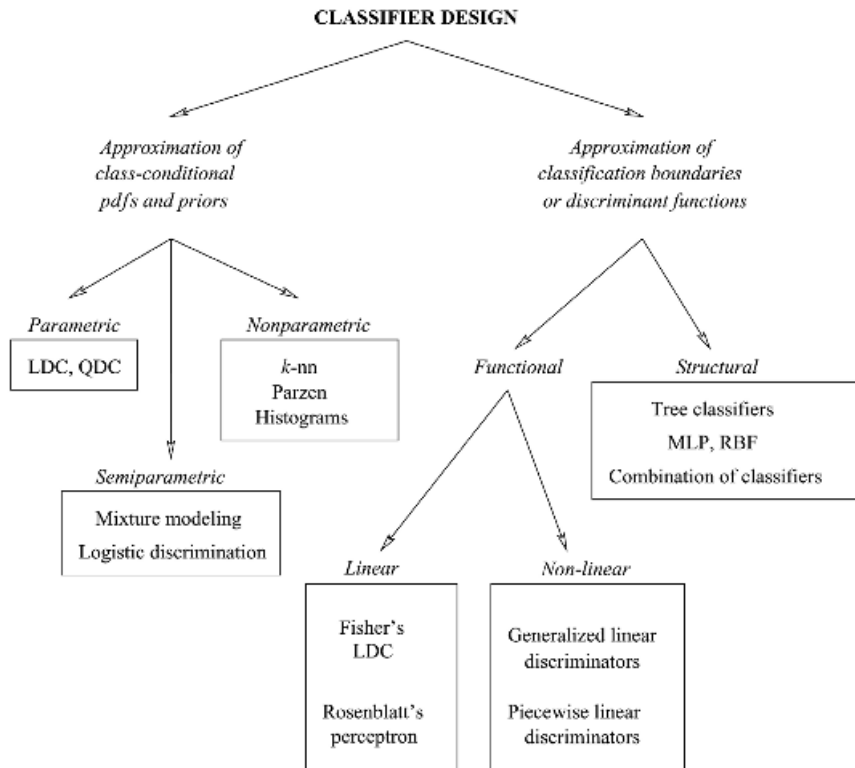 CLASSIFIER DESIGN
Approximation of
class-conditional
pdfs and priors
Approximation of
classification boundaries
or discriminant functions
Parametric
LDC, QDC
Nonparametric
k-nn
Parzen
Histograms
Semiparametric
Mixture modeling
Logistic discrimination
Functional
Structural
Tree classifiers
MLP, RBF
Combination of classifiers
Linear
Fisher's
LDC
Rosenblatt's
perceptron
Non-linear
Generalized linear
discriminators
Piecewise linear
discriminators